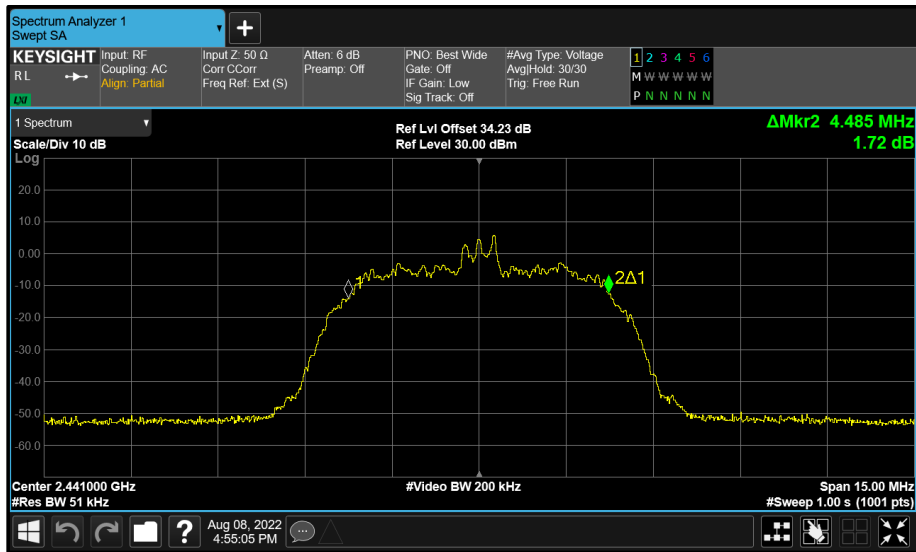 Spectrum Analyzer 1
Swept SA
▼
+
KEYSIGHT
RL
LXI
Input: RF
Coupling: AC
Align: Partial
Input Z: 50 Ω
Corr CCorr
Freq Ref: Ext (S)
Atten: 6 dB
Preamp: Off
PNO: Best Wide
Gate: Off
IF Gain: Low
Sig Track: Off
#Avg Type: Voltage
Avg|Hold: 30/30
Trig: Free Run
1 2 3 4 5 6
M W W W W W
P N N N N N
1 Spectrum ▼
Scale/Div 10 dB
Ref Lvl Offset 34.23 dB
Ref Level 30.00 dBm
ΔMkr2 4.485 MHz
1.72 dB
Log
20.0
10.0
0.00
-10.0
-20.0
-30.0
-40.0
-50.0
-60.0
1
2Δ1
Center 2.441000 GHz
#Res BW 51 kHz
#Video BW 200 kHz
Span 15.00 MHz
#Sweep 1.00 s (1001 pts)
?
Aug 08, 2022
4:55:05 PM